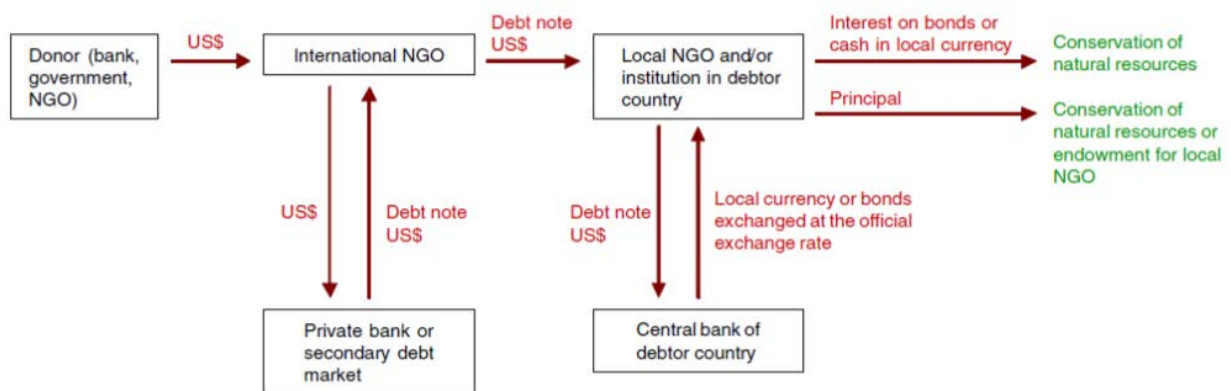 Donor (bank,
government,
NGO)
US$
International NGO
Debt note
US$
Local NGO and/or
institution in debtor
country
Interest on bonds or
cash in local currency
Conservation of
natural resources
Principal
Conservation of
natural resources or
endowment for local
NGO
US$
Debt note
US$
Debt note
US$
Local currency or bonds
exchanged at the official
exchange rate
Private bank or
secondary debt
market
Central bank of
debtor country